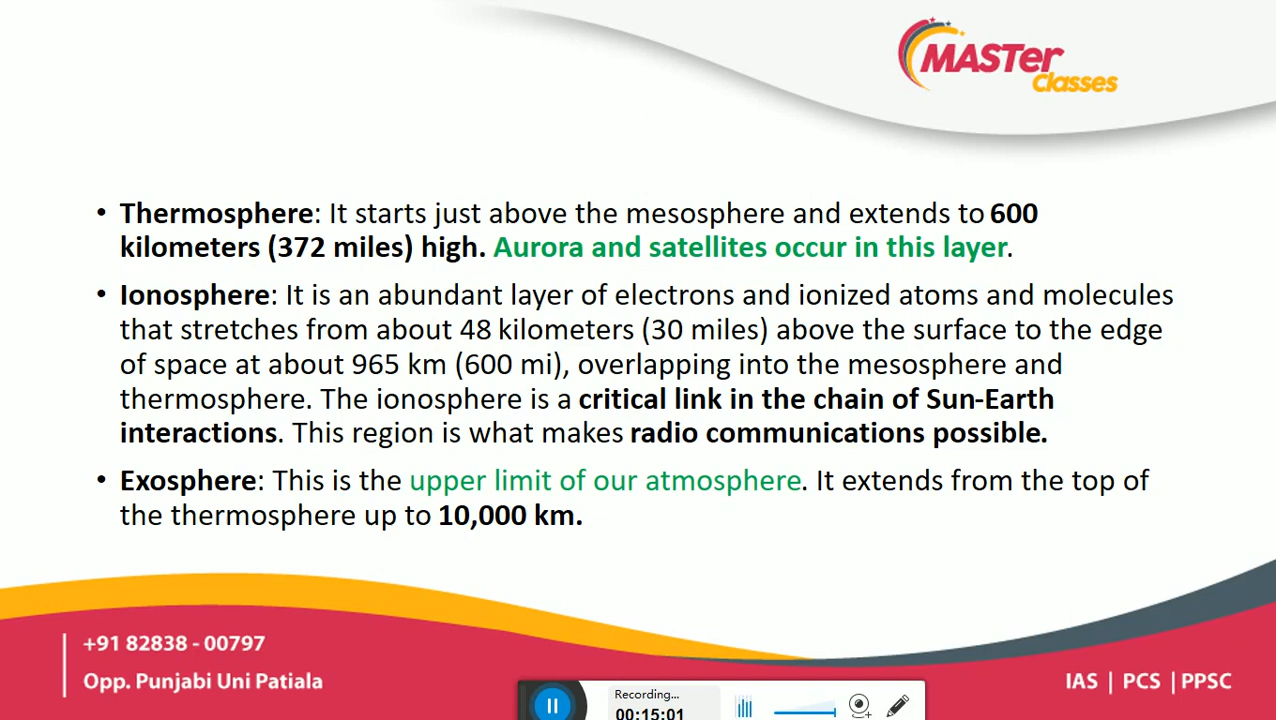 MASTer
Classes
• Thermosphere: It starts just above the mesosphere and extends to 600
kilometers (372 miles) high. Aurora and satellites occur in this layer.
• Ionosphere: It is an abundant layer of electrons and ionized atoms and molecules
that stretches from about 48 kilometers (30 miles) above the surface to the edge
of space at about 965 km (600 mi), overlapping into the mesosphere and
thermosphere. The ionosphere is a critical link in the chain of Sun-Earth
interactions. This region is what makes radio communications possible.
• Exosphere: This is the upper limit of our atmosphere. It extends from the top of
the thermosphere up to 10,000 km.
+91 82838 - 00797
Opp. Punjabi Uni Patiala
IAS | PCS | PPSC
Recording...
00:15:01